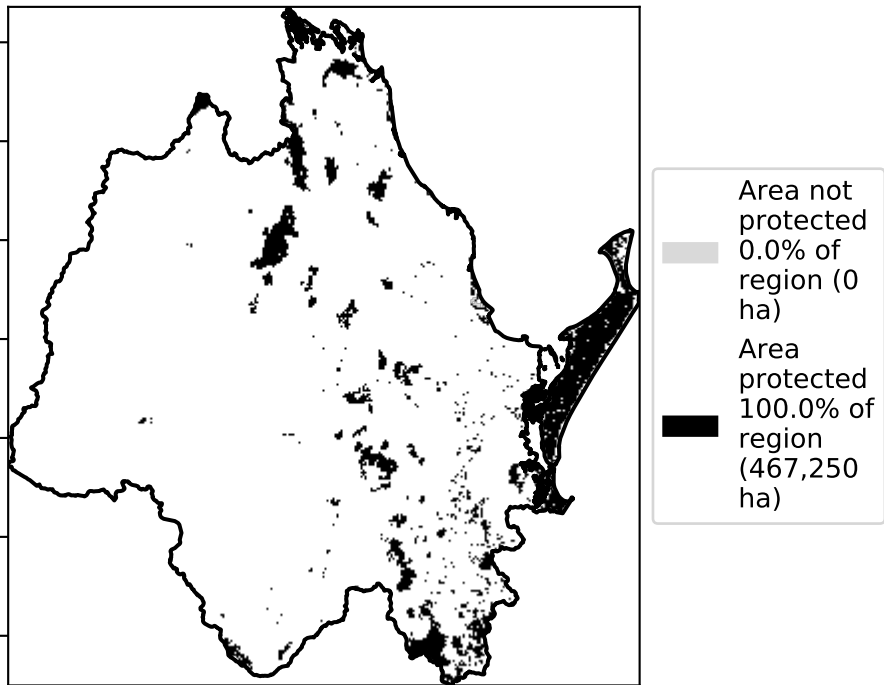 Area not
protected
0.0% of
region (0
ha)
Area
protected
100.0% of
region
(467,250
ha)